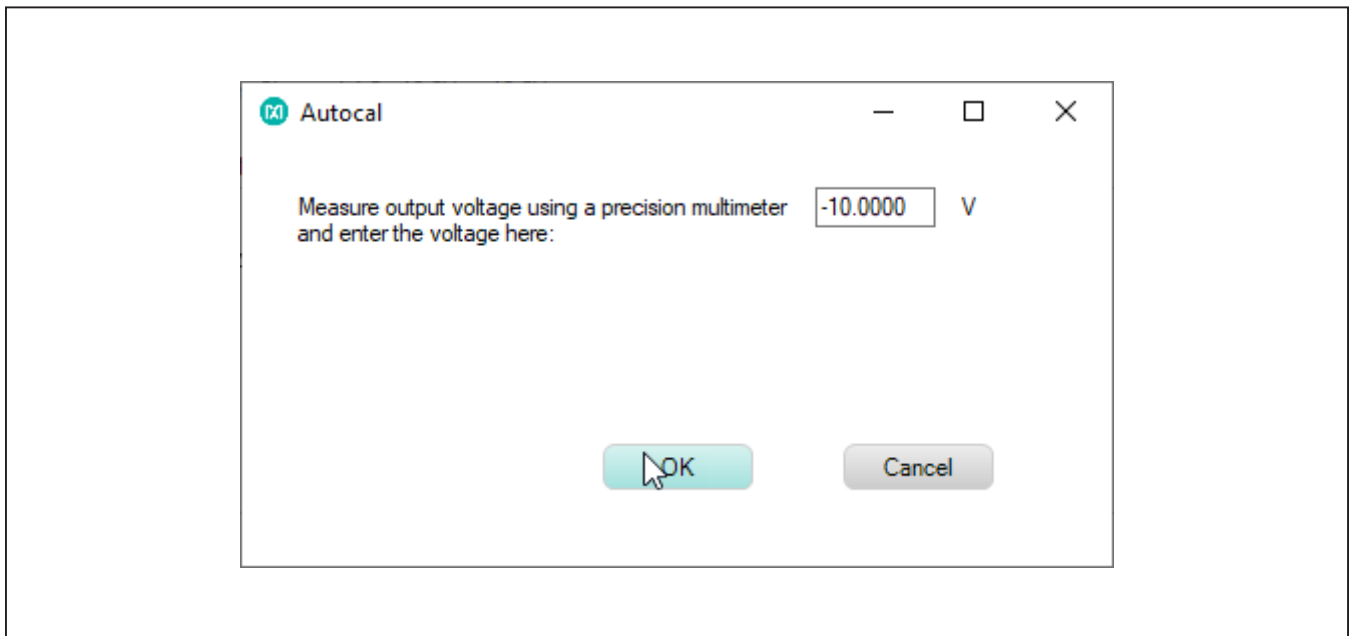 Autocal
Measure output voltage using a precision multimeter -10.0000 V
and enter the voltage here:
OK Cancel